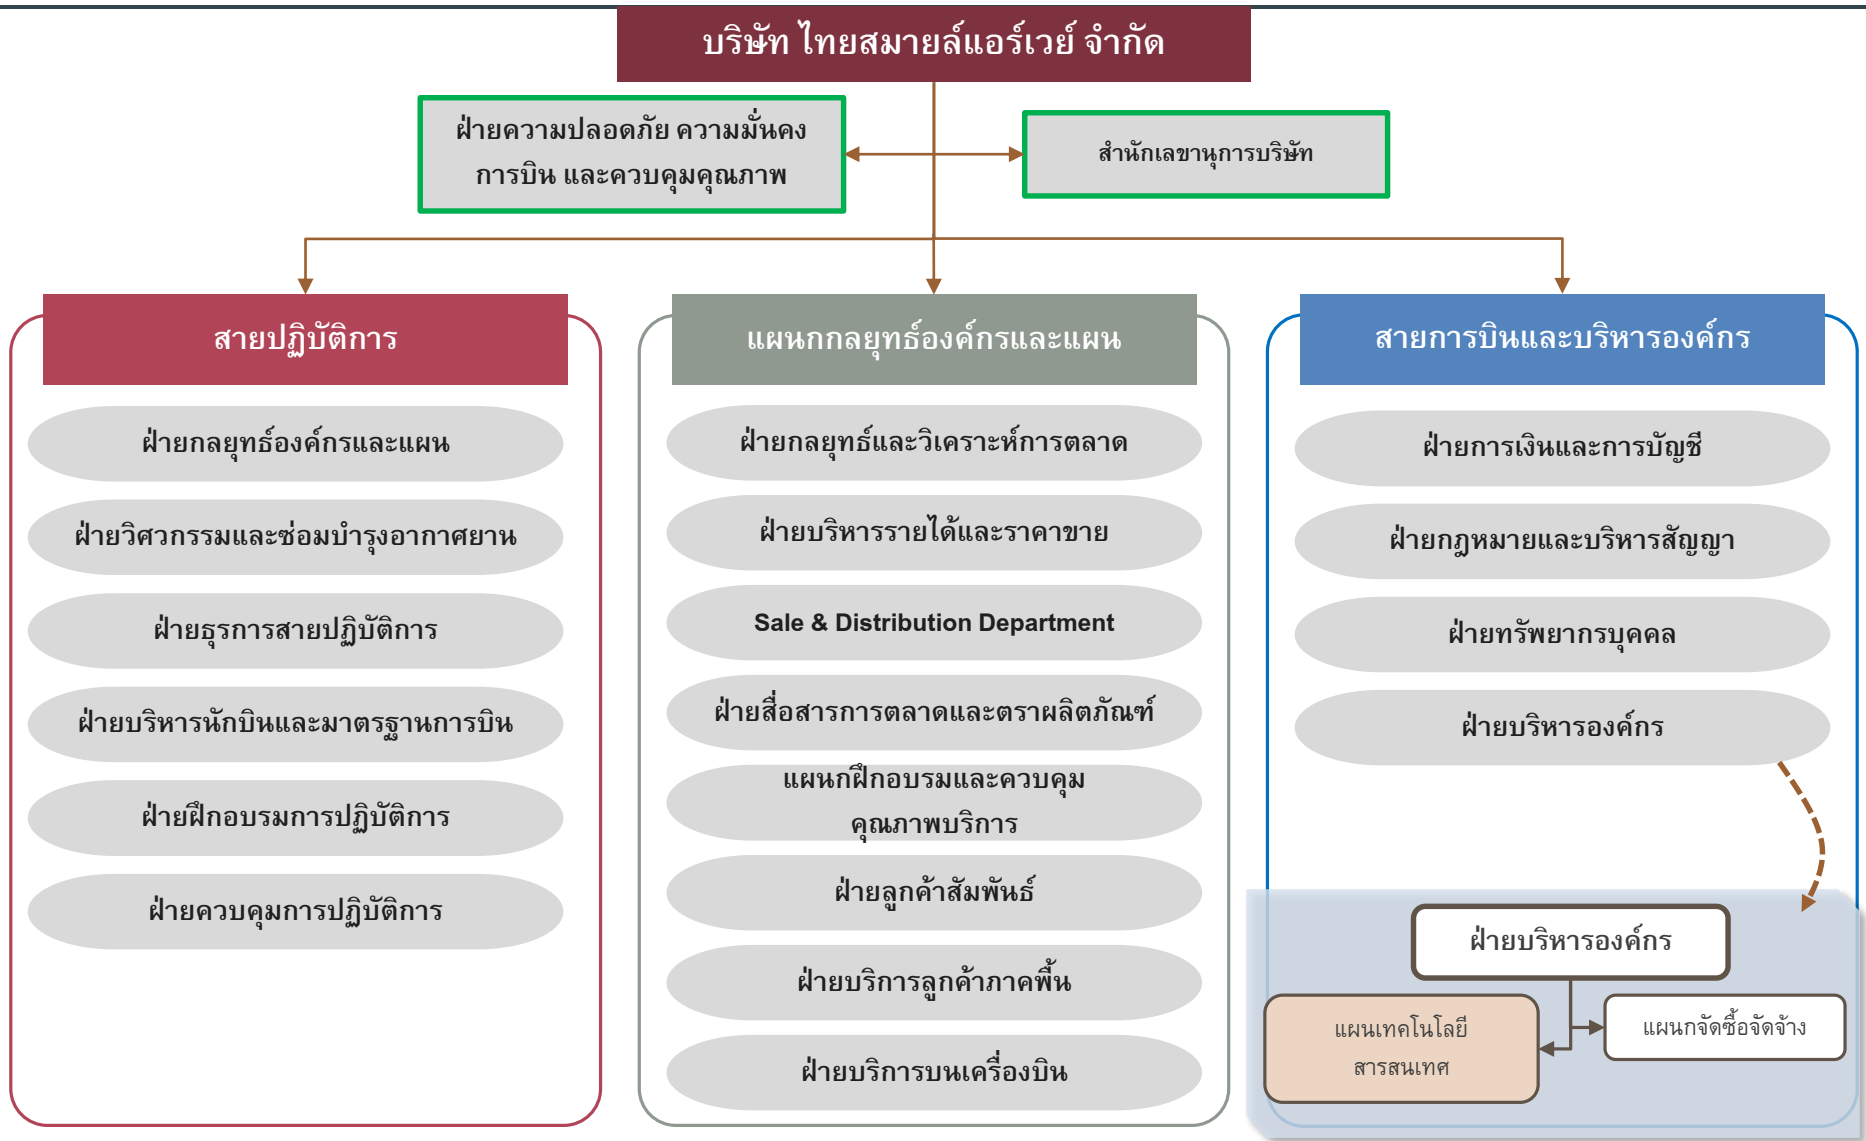 บริษัท ไทยสมายล์แอร์เวย์ จำกัด
ฝ่ายความปลอดภัย ความมั่นคง
การบิน และควบคุมคุณภาพ
สำนักเลขานุการบริษัท
สายปฏิบัติการ
ฝ่ายกลยุทธ์องค์กรและแผน
ฝ่ายวิศวกรรมและซ่อมบำรุงอากาศยาน
ฝ่ายธุรการสายปฏิบัติการ
ฝ่ายบริหารนักบินและมาตรฐานการบิน
ฝ่ายฝึกอบรมการปฏิบัติการ
ฝ่ายควบคุมการปฏิบัติการ
แผนกกลยุทธ์องค์กรและแผน
ฝ่ายกลยุทธ์และวิเคราะห์การตลาด
ฝ่ายบริหารรายได้และราคาขาย
Sale & Distribution Department
ฝ่ายสื่อสารการตลาดและตราผลิตภัณฑ์
แผนกฝึกอบรมและควบคุม
คุณภาพบริการ
ฝ่ายลูกค้าสัมพันธ์
ฝ่ายบริการลูกค้าภาคพื้น
ฝ่ายบริการบนเครื่องบิน
สายการบินและบริหารองค์กร
ฝ่ายการเงินและการบัญชี
ฝ่ายกฎหมายและบริหารสัญญา
ฝ่ายทรัพยากรบุคคล
ฝ่ายบริหารองค์กร
ฝ่ายบริหารองค์กร
แผนเทคโนโลยี
สารสนเทศ
แผนกจัดซื้อจัดจ้าง